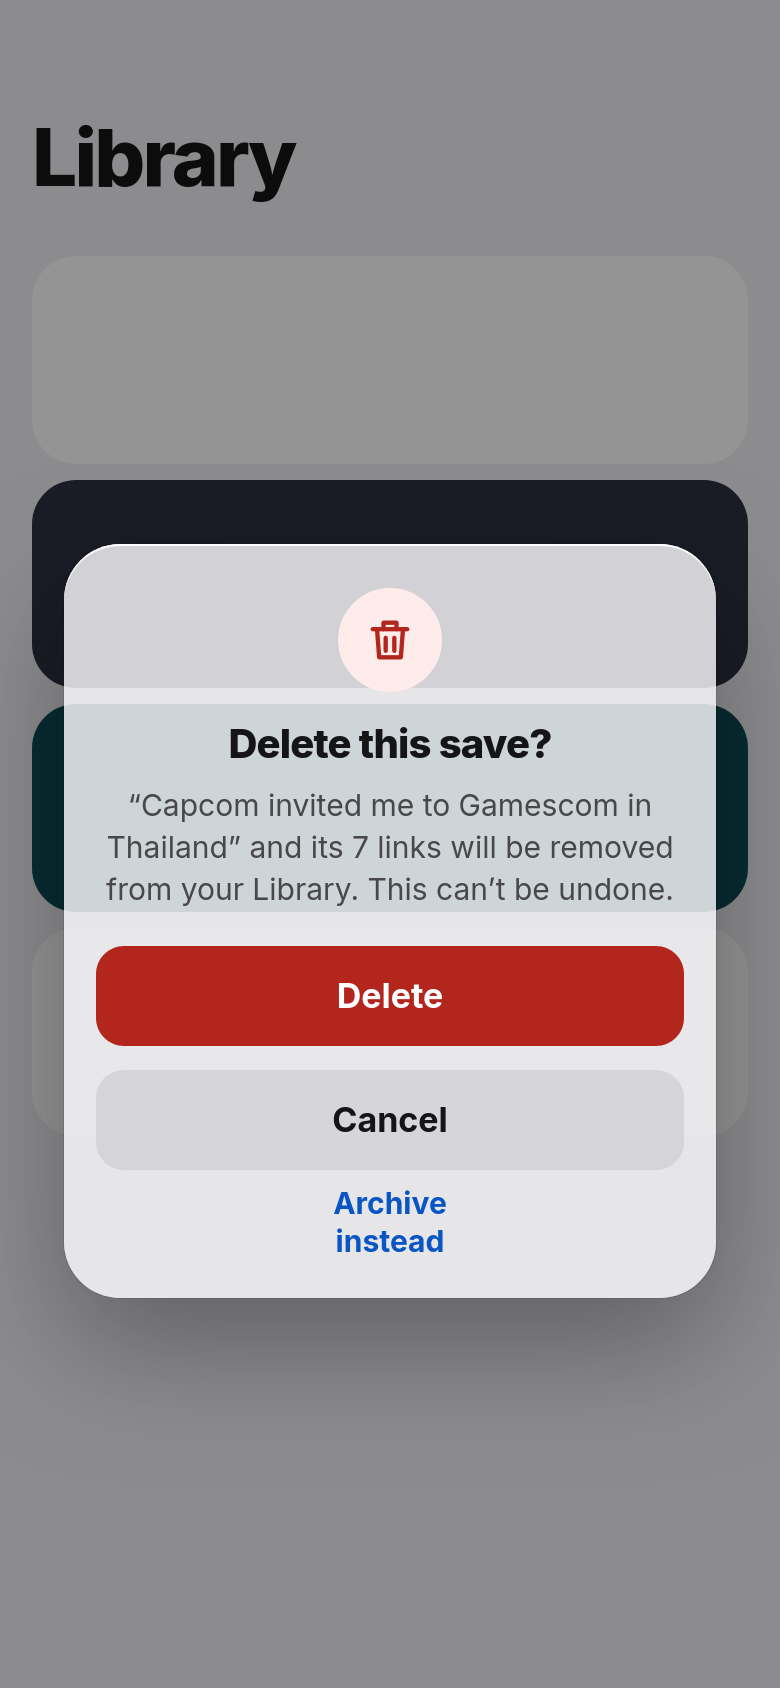 Library
Delete this save?
“Capcom invited me to Gamescom in
Thailand” and its 7 links will be removed
from your Library. This can’t be undone.
Delete
Cancel
Archive
instead